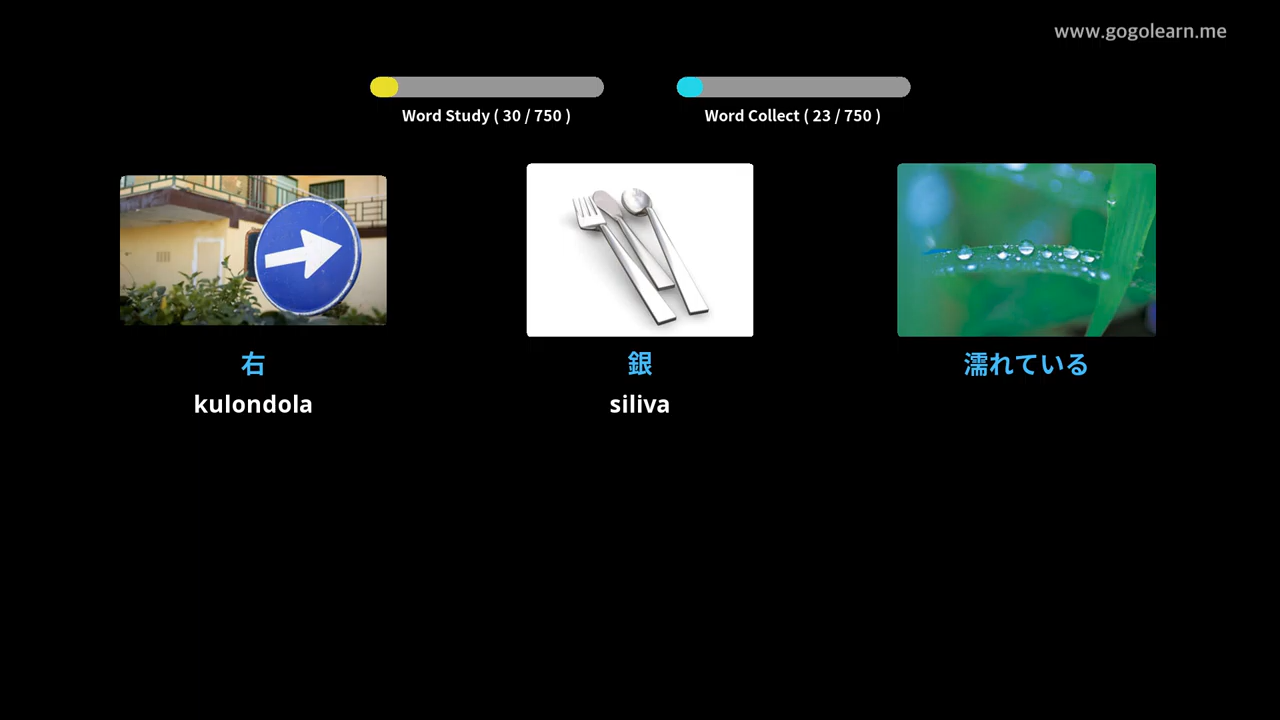 www.gogolearn.me
Word Study ( 30 / 750 )
Word Collect ( 23 / 750 )
右
kulondola
銀
siliva
濡れている